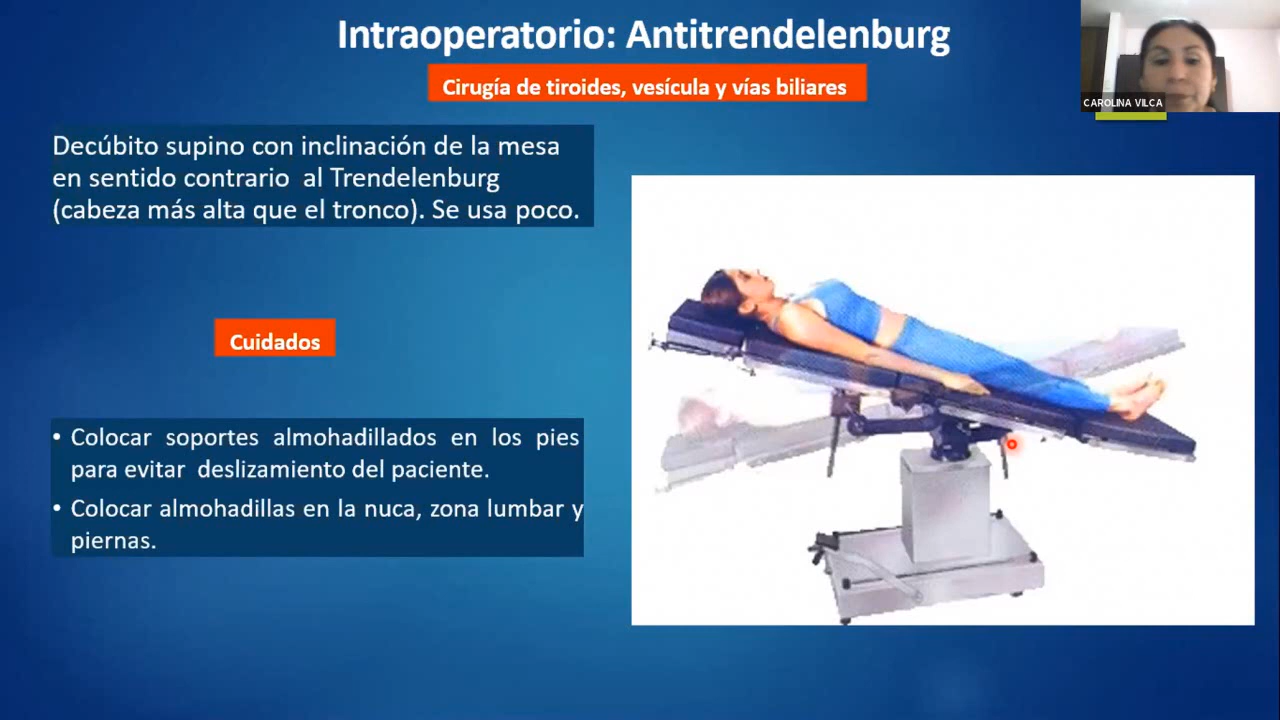 Intraoperatorio: Antitrendelenburg
CAROLINA VILCA
Cirugía de tiroides, vesícula y vías biliares
Decúbito supino con inclinación de la mesa
en sentido contrario al Trendelenburg
(cabeza más alta que el tronco). Se usa poco.
Cuidados
• Colocar soportes almohadillados en los pies
para evitar deslizamiento del paciente.
• Colocar almohadillas en la nuca, zona lumbar y
piernas.